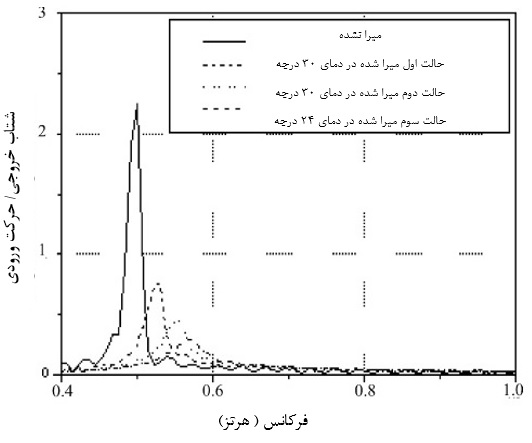 3
2
1
0
میرا نشده
حالت اول میرا شده در دمای ۳۰ درجه
حالت دوم میرا شده در دمای ۳۰ درجه
حالت سوم میرا شده در دمای ۲۴ درجه
شتاب خروجی/ حرکت ورودی
0.4 0.6 0.8 1.0
فرکانس ( هرتز)